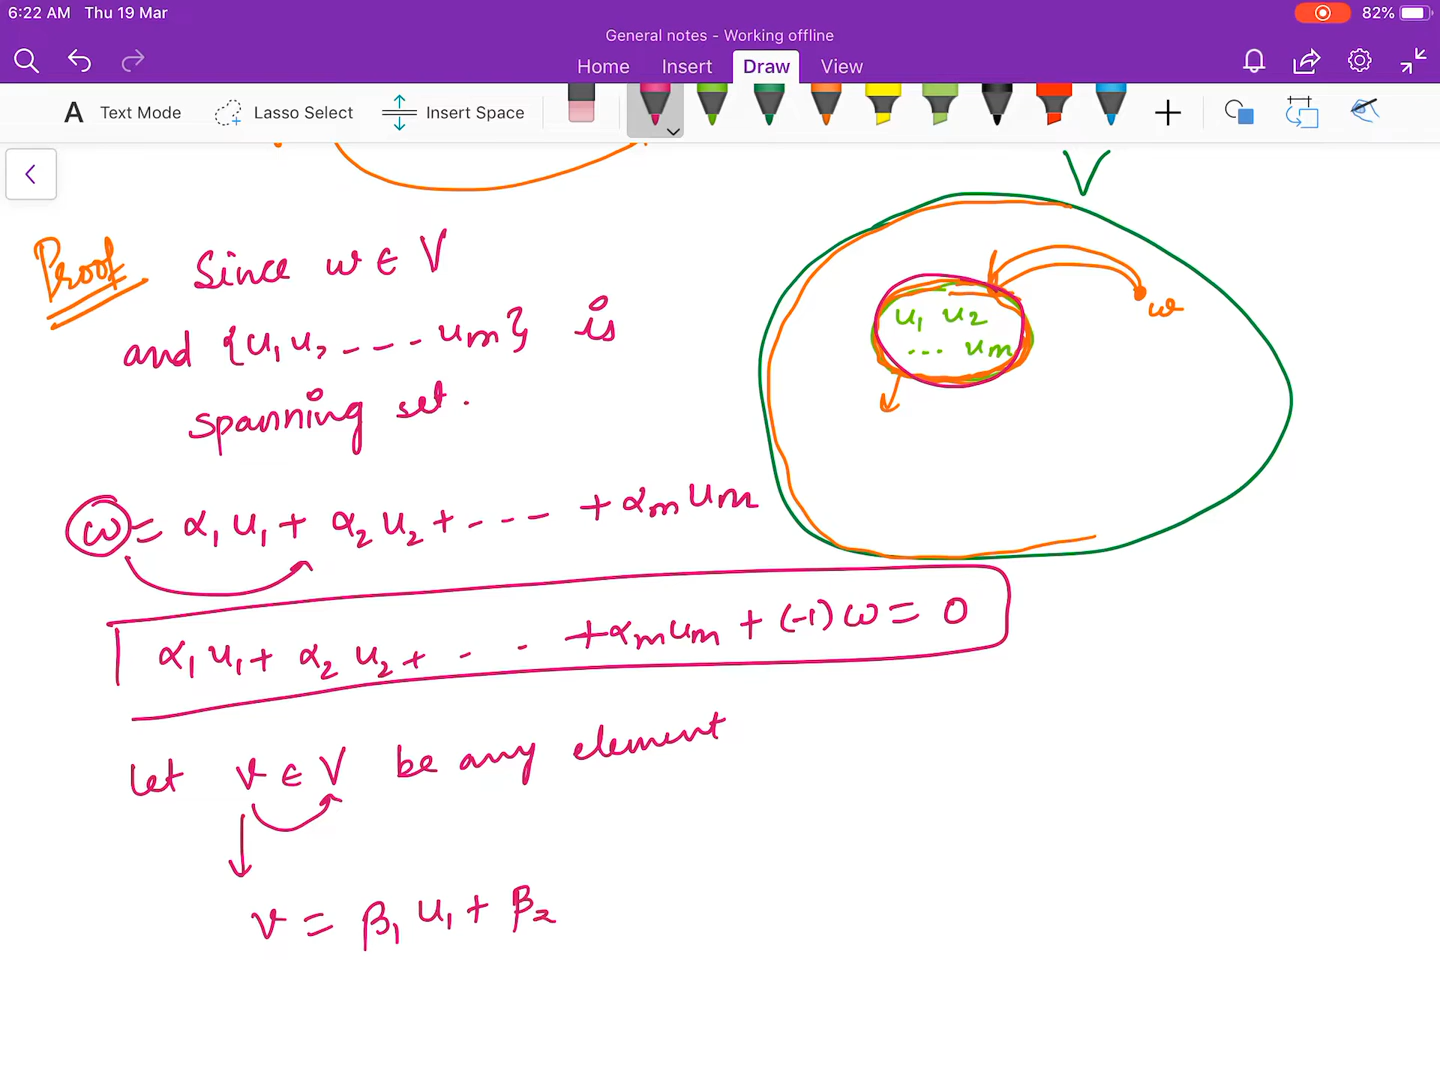 6:22 AM Thu 19 Mar
82%
General notes - Working offline
Home Insert Draw View
A Text Mode Lasso Select Insert Space
V
Proof Since w ∈ V
and {u₁ u₂ ---- uₘ} is
spanning set.
u₁ u₂
... uₘ
w
w = α₁u₁ + α₂u₂ + --- + αₘuₘ
α₁u₁ + α₂u₂ + . . . + αₘuₘ + (-1)w = 0
let v ∈ V be any element
v = β₁u₁ + β₂